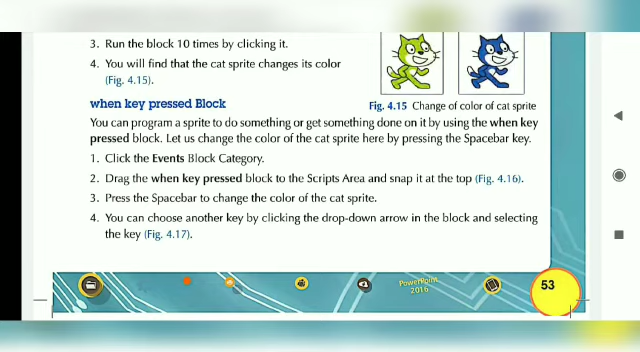 3. Run the block 10 times by clicking it.
4. You will find that the cat sprite changes its color
(Fig. 4.15).
when key pressed Block
Fig. 4.15 Change of color of cat sprite
You can program a sprite to do something or get something done on it by using the when key
pressed block. Let us change the color of the cat sprite here by pressing the Spacebar key.
1. Click the Events Block Category.
2. Drag the when key pressed block to the Scripts Area and snap it at the top (Fig. 4.16).
3. Press the Spacebar to change the color of the cat sprite.
4. You can choose another key by clicking the drop-down arrow in the block and selecting
the key (Fig. 4.17).
PowerPoint
2016
53